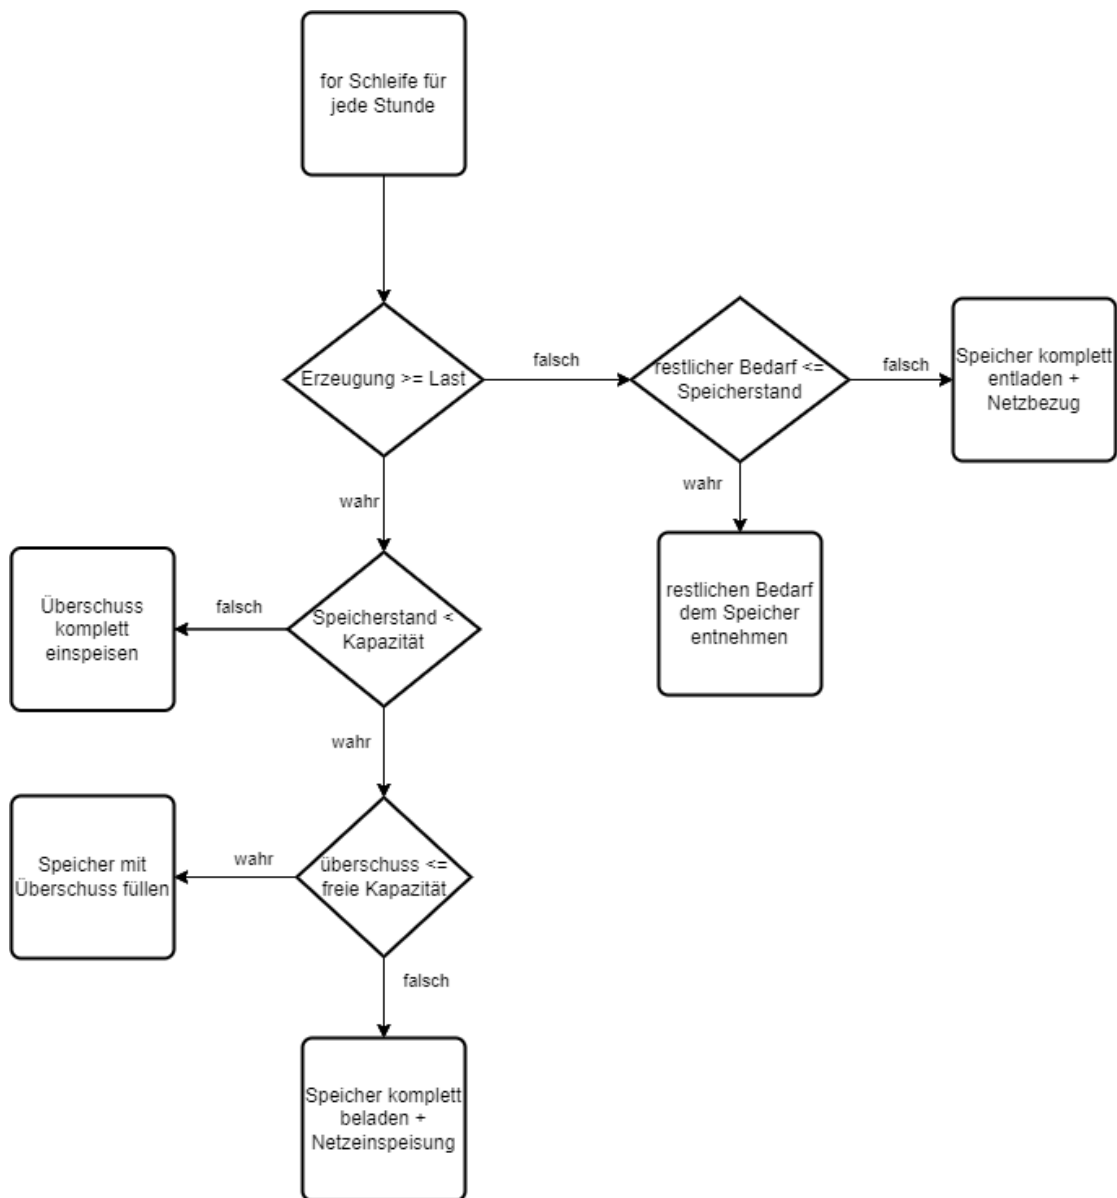 for Schleife für
jede Stunde
Erzeugung >= Last
falsch
restlicher Bedarf <=
Speicherstand
falsch
Speicher komplett
entladen +
Netzbezug
wahr
wahr
restlichen Bedarf
dem Speicher
entnehmen
Speicherstand <
Kapazität
falsch
Überschuss
komplett
einspeisen
wahr
überschuss <=
freie Kapazität
wahr
Speicher mit
Überschuss füllen
falsch
Speicher komplett
beladen +
Netzeinspeisung